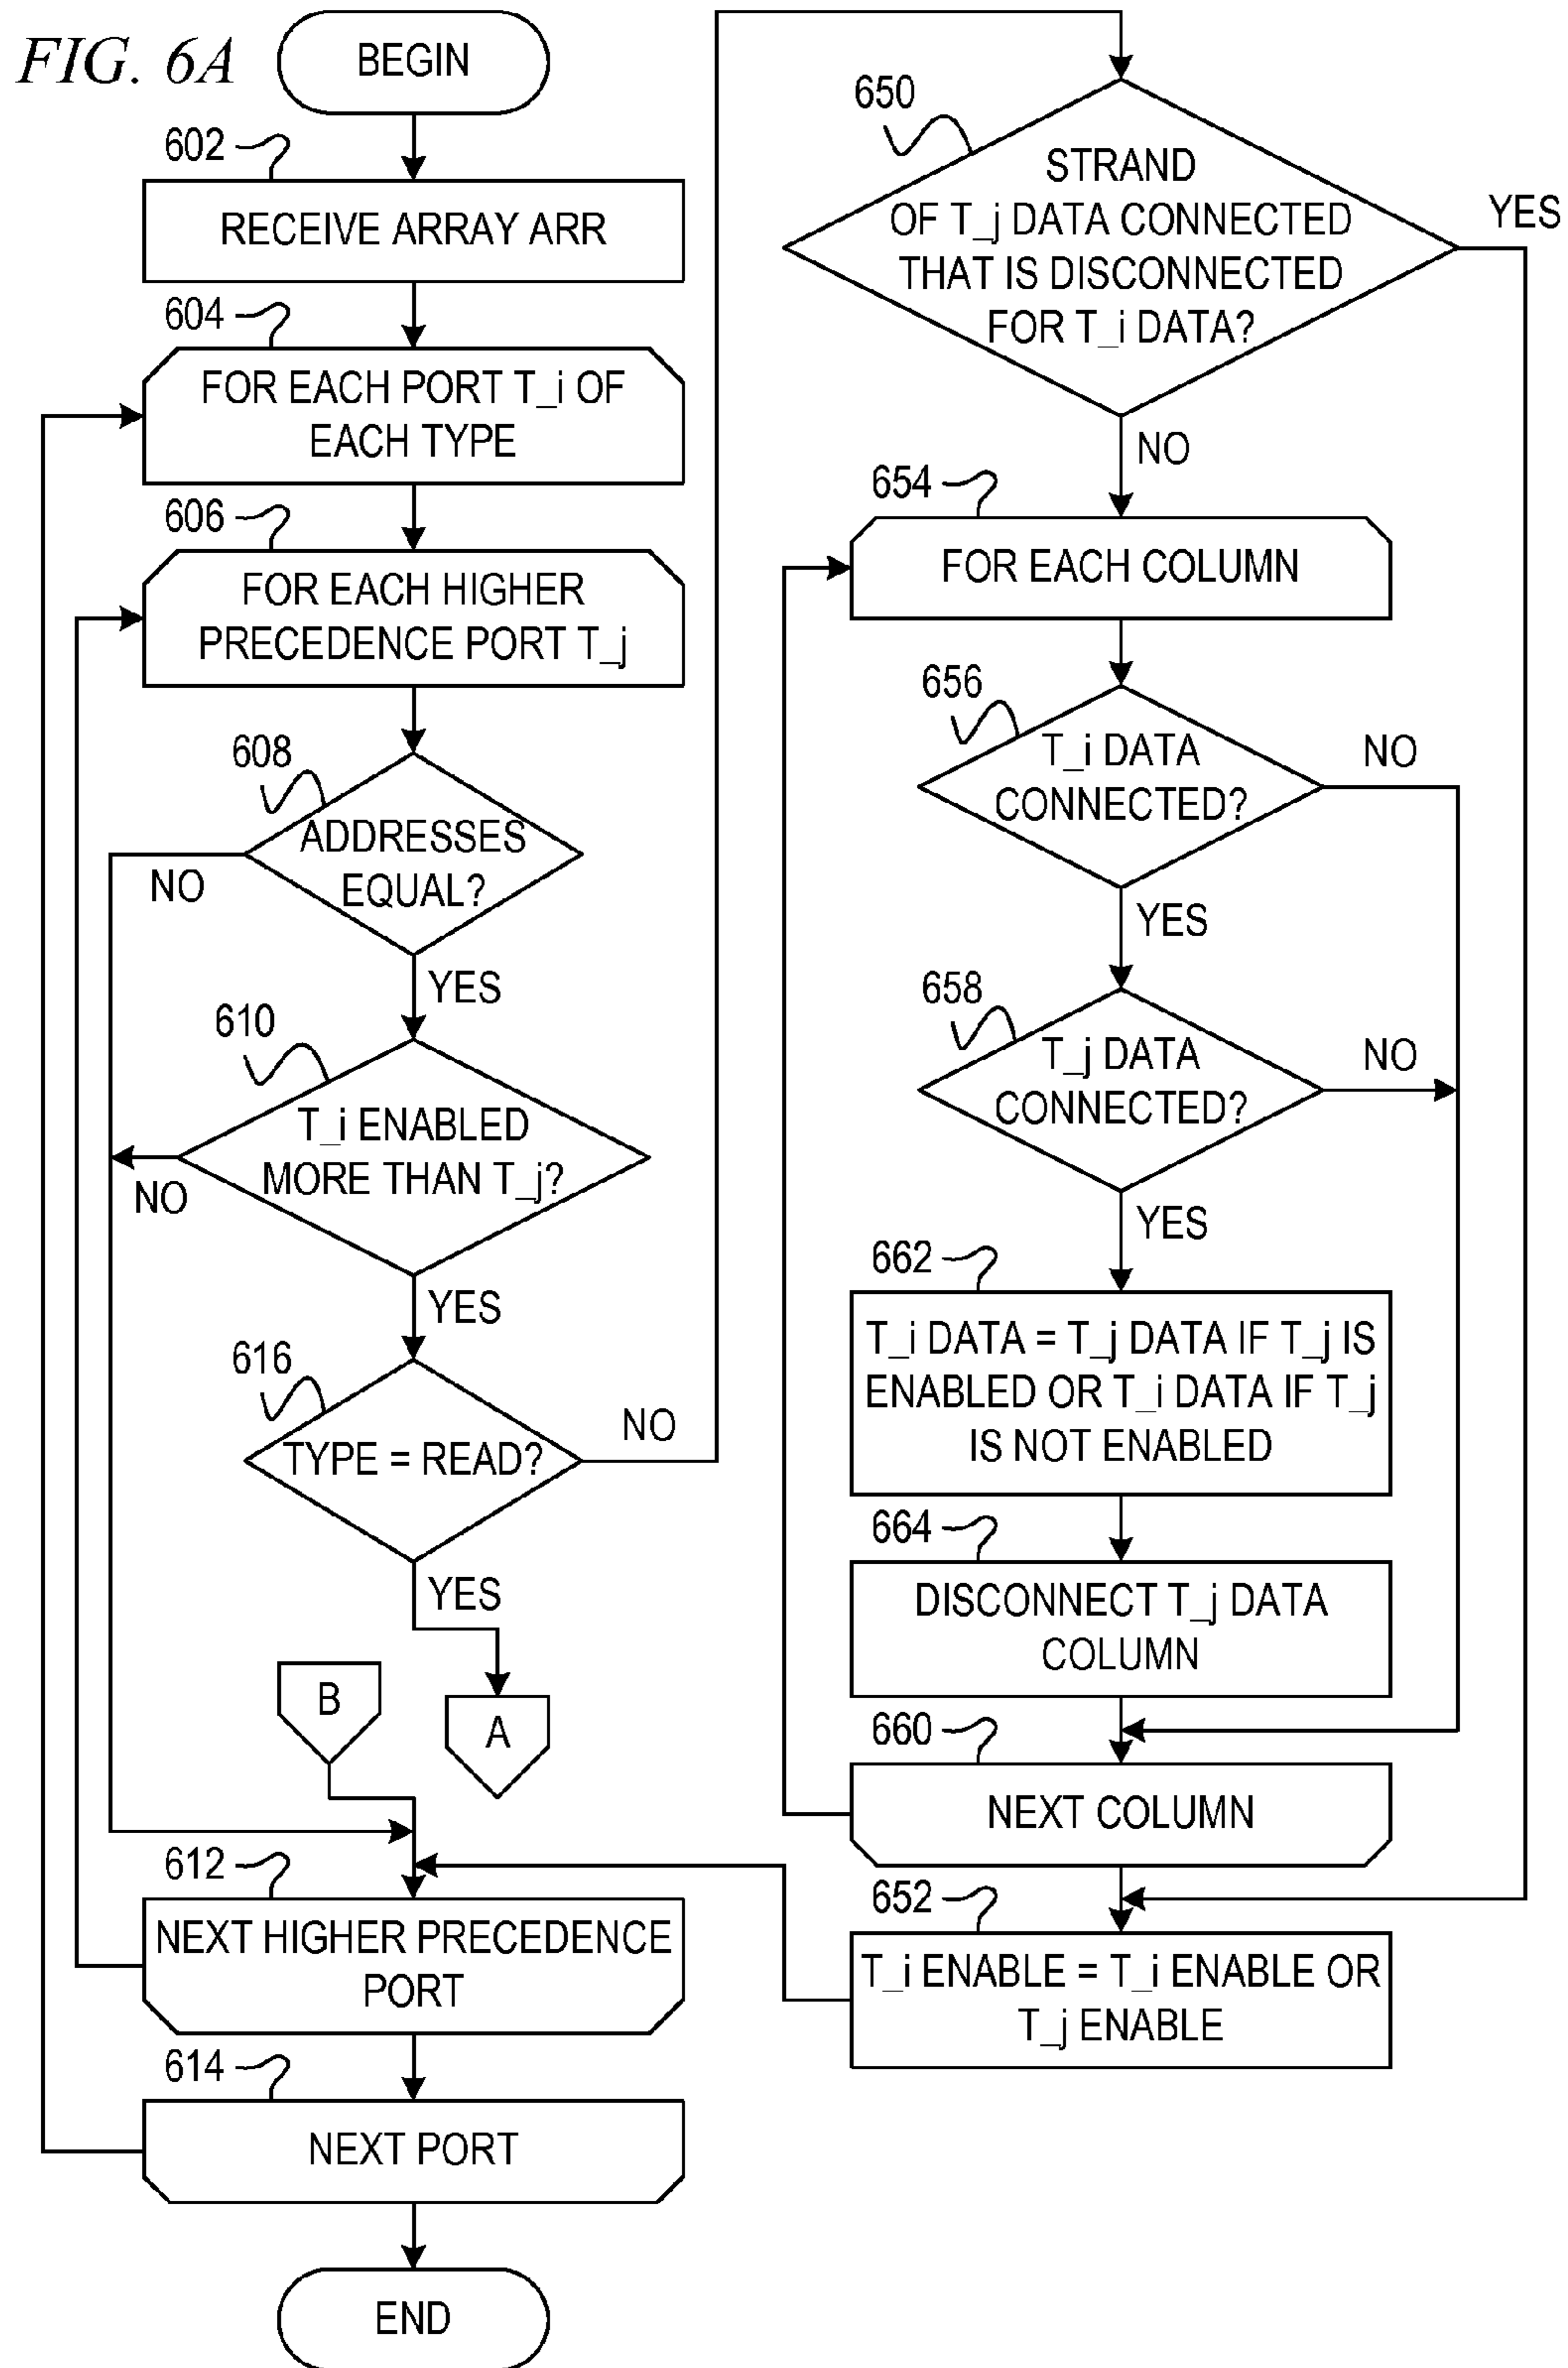 FIG. 6A
BEGIN
602
RECEIVE ARRAY ARR
604
FOR EACH PORT T_i OF
EACH TYPE
606
FOR EACH HIGHER
PRECEDENCE PORT T_j
608
ADDRESSES
EQUAL?
NO
YES
610
T_i ENABLED
MORE THAN T_j?
NO
YES
616
TYPE = READ?
NO
YES
B
A
612
NEXT HIGHER PRECEDENCE
PORT
614
NEXT PORT
END
650
STRAND
OF T_j DATA CONNECTED
THAT IS DISCONNECTED
FOR T_i DATA?
YES
NO
654
FOR EACH COLUMN
656
T_i DATA
CONNECTED?
NO
YES
658
T_j DATA
CONNECTED?
NO
YES
662
T_i DATA = T_j DATA IF T_j IS
ENABLED OR T_i DATA IF T_j
IS NOT ENABLED
664
DISCONNECT T_j DATA
COLUMN
660
NEXT COLUMN
652
T_i ENABLE = T_i ENABLE OR
T_j ENABLE